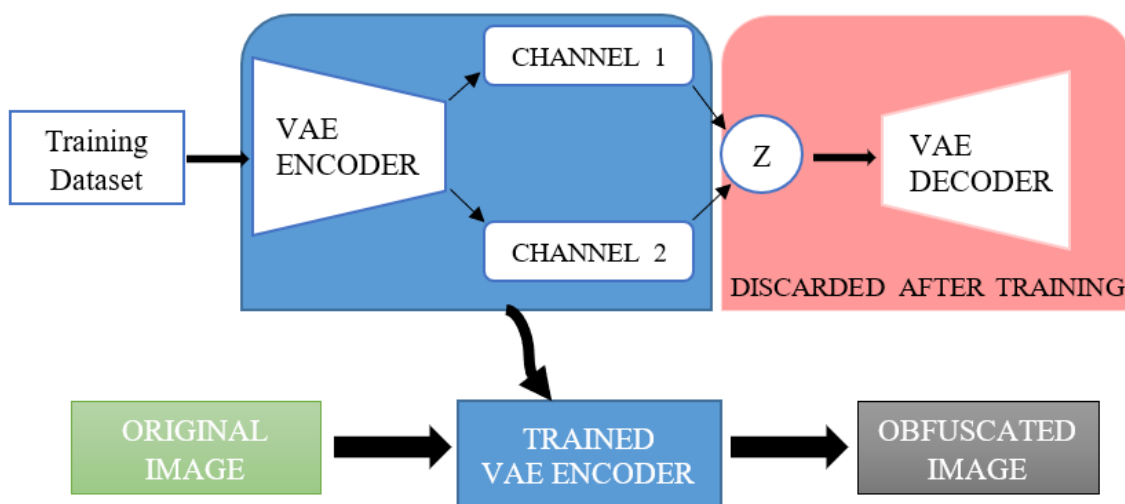 Training
Dataset
VAE
ENCODER
CHANNEL 1
CHANNEL 2
Z
VAE
DECODER
DISCARDED AFTER TRAINING
ORIGINAL
IMAGE
TRAINED
VAE ENCODER
OBFUSCATED
IMAGE